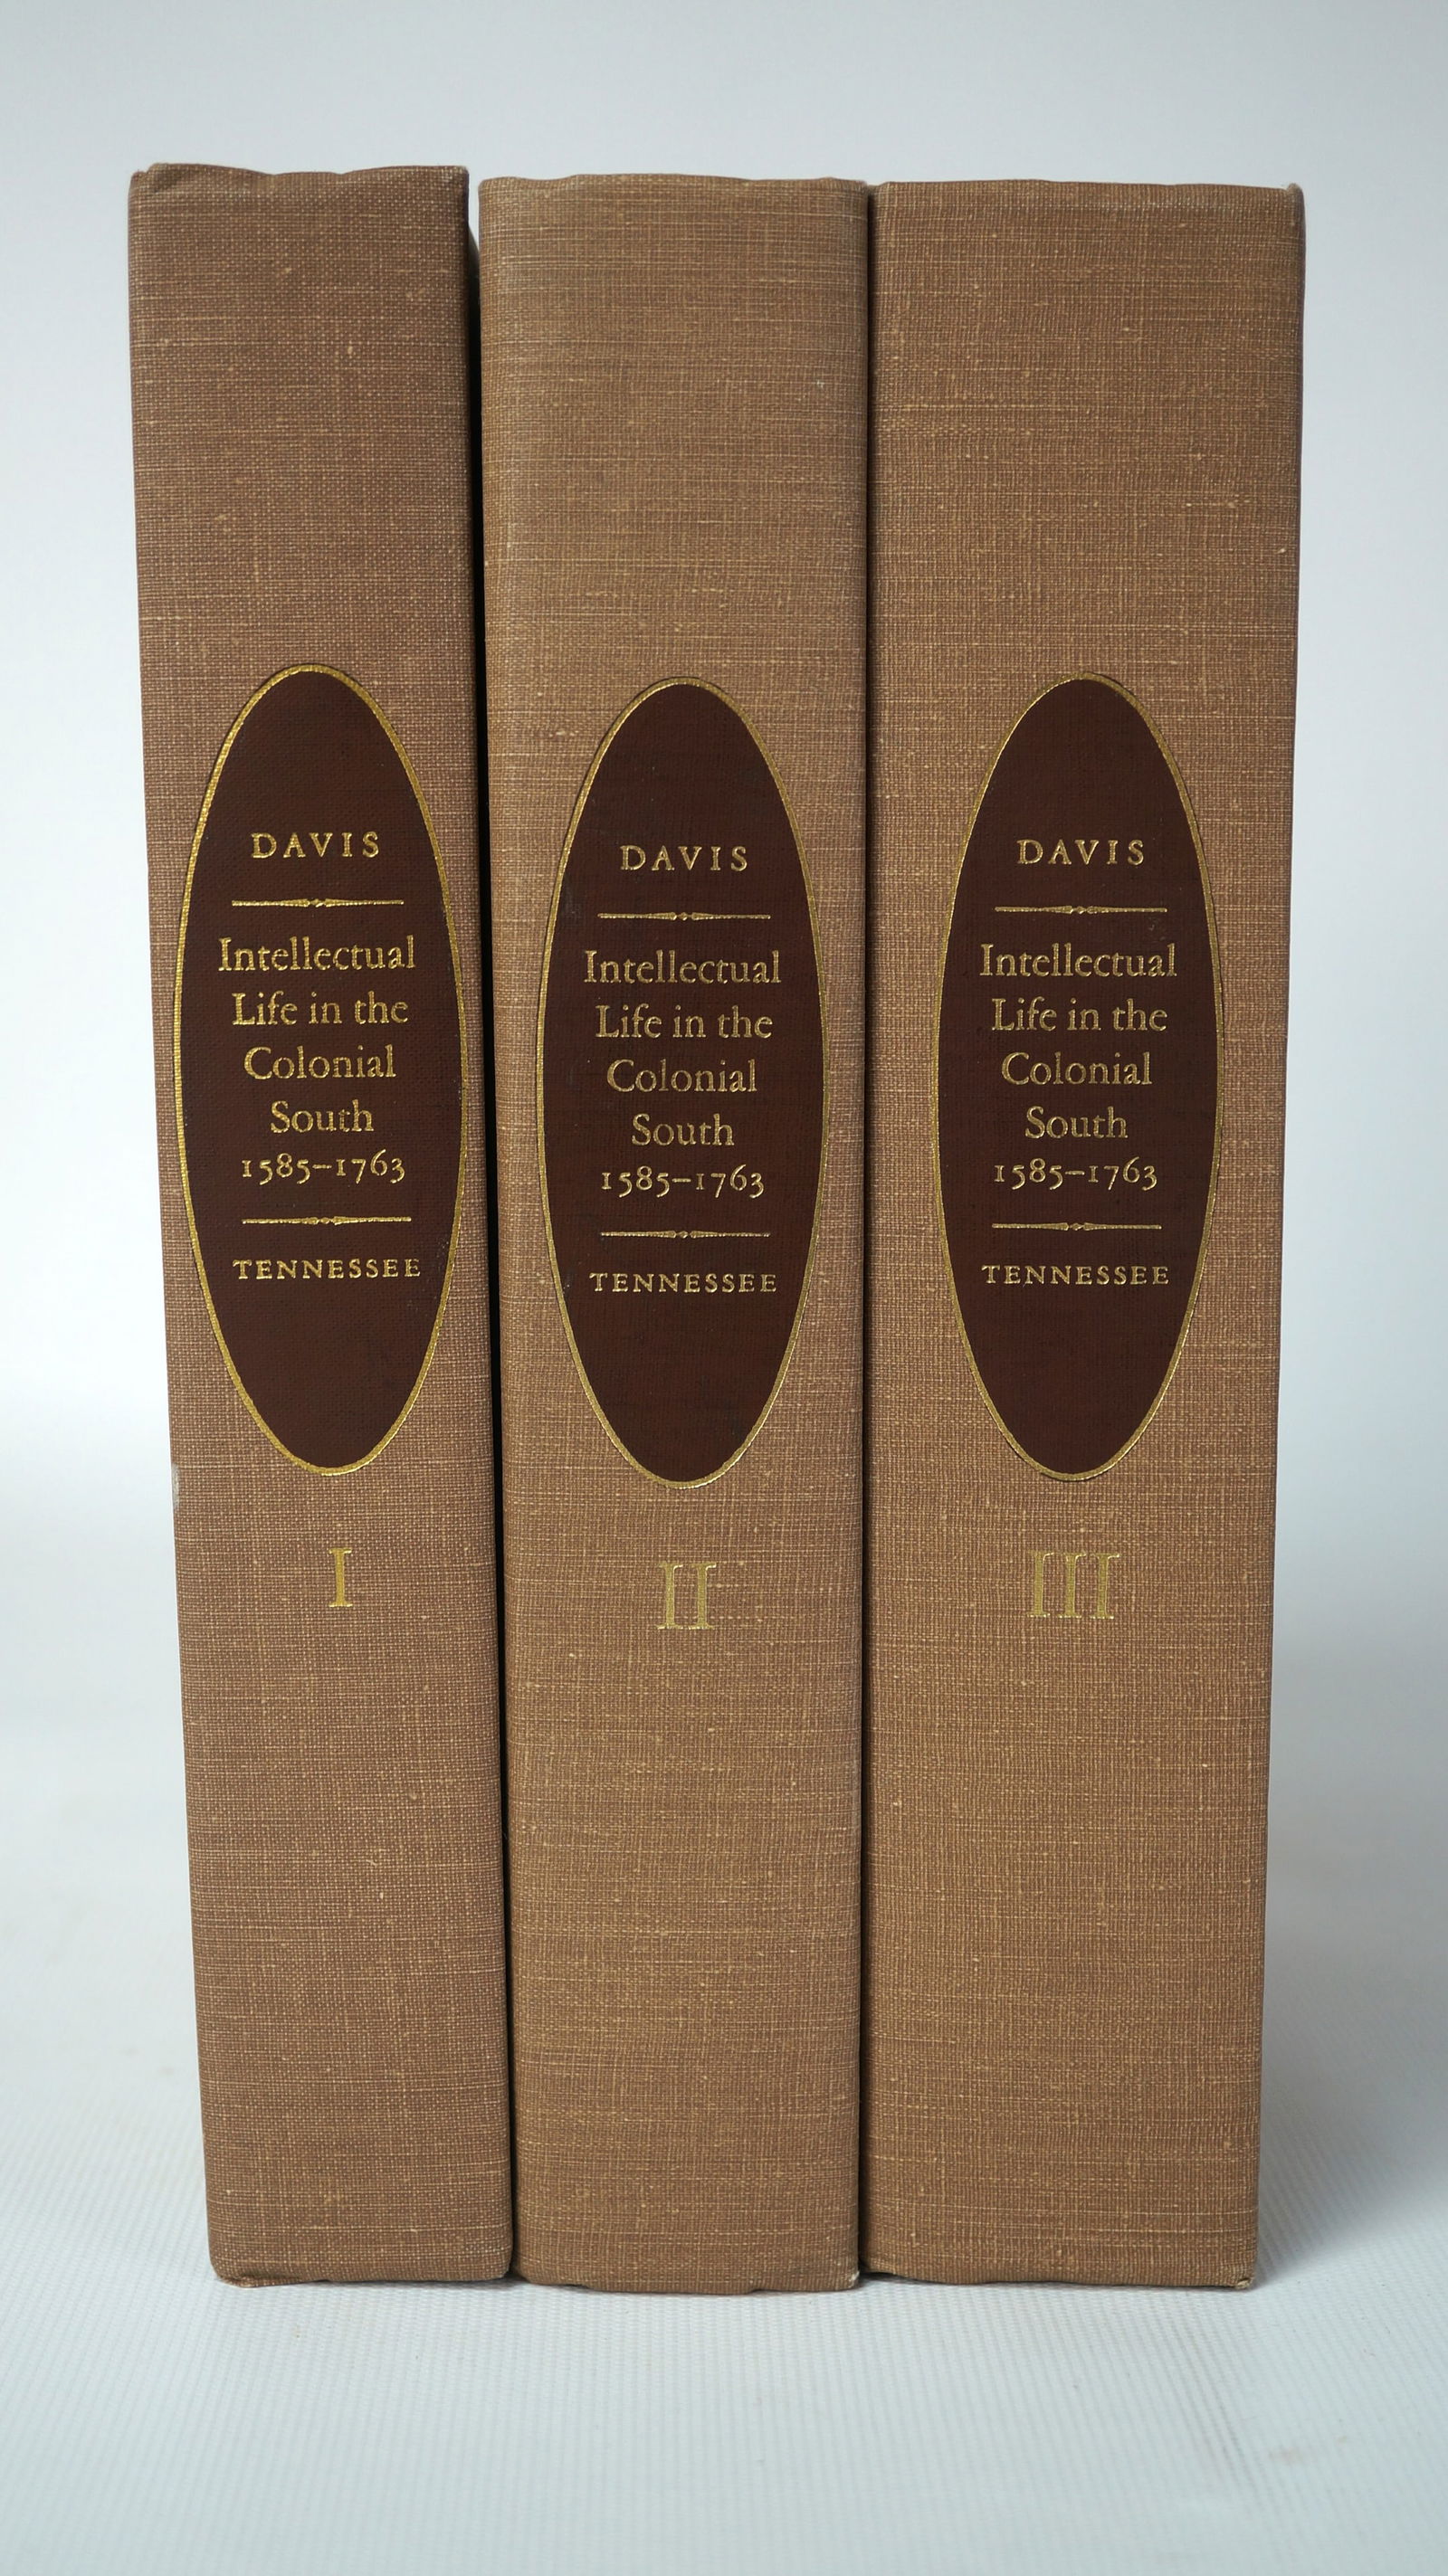 DAVIS
Intellectual
Life in the
Colonial
South
1585–1763
TENNESSEE
I
DAVIS
Intellectual
Life in the
Colonial
South
1585–1763
TENNESSEE
II
DAVIS
Intellectual
Life in the
Colonial
South
1585–1763
TENNESSEE
III